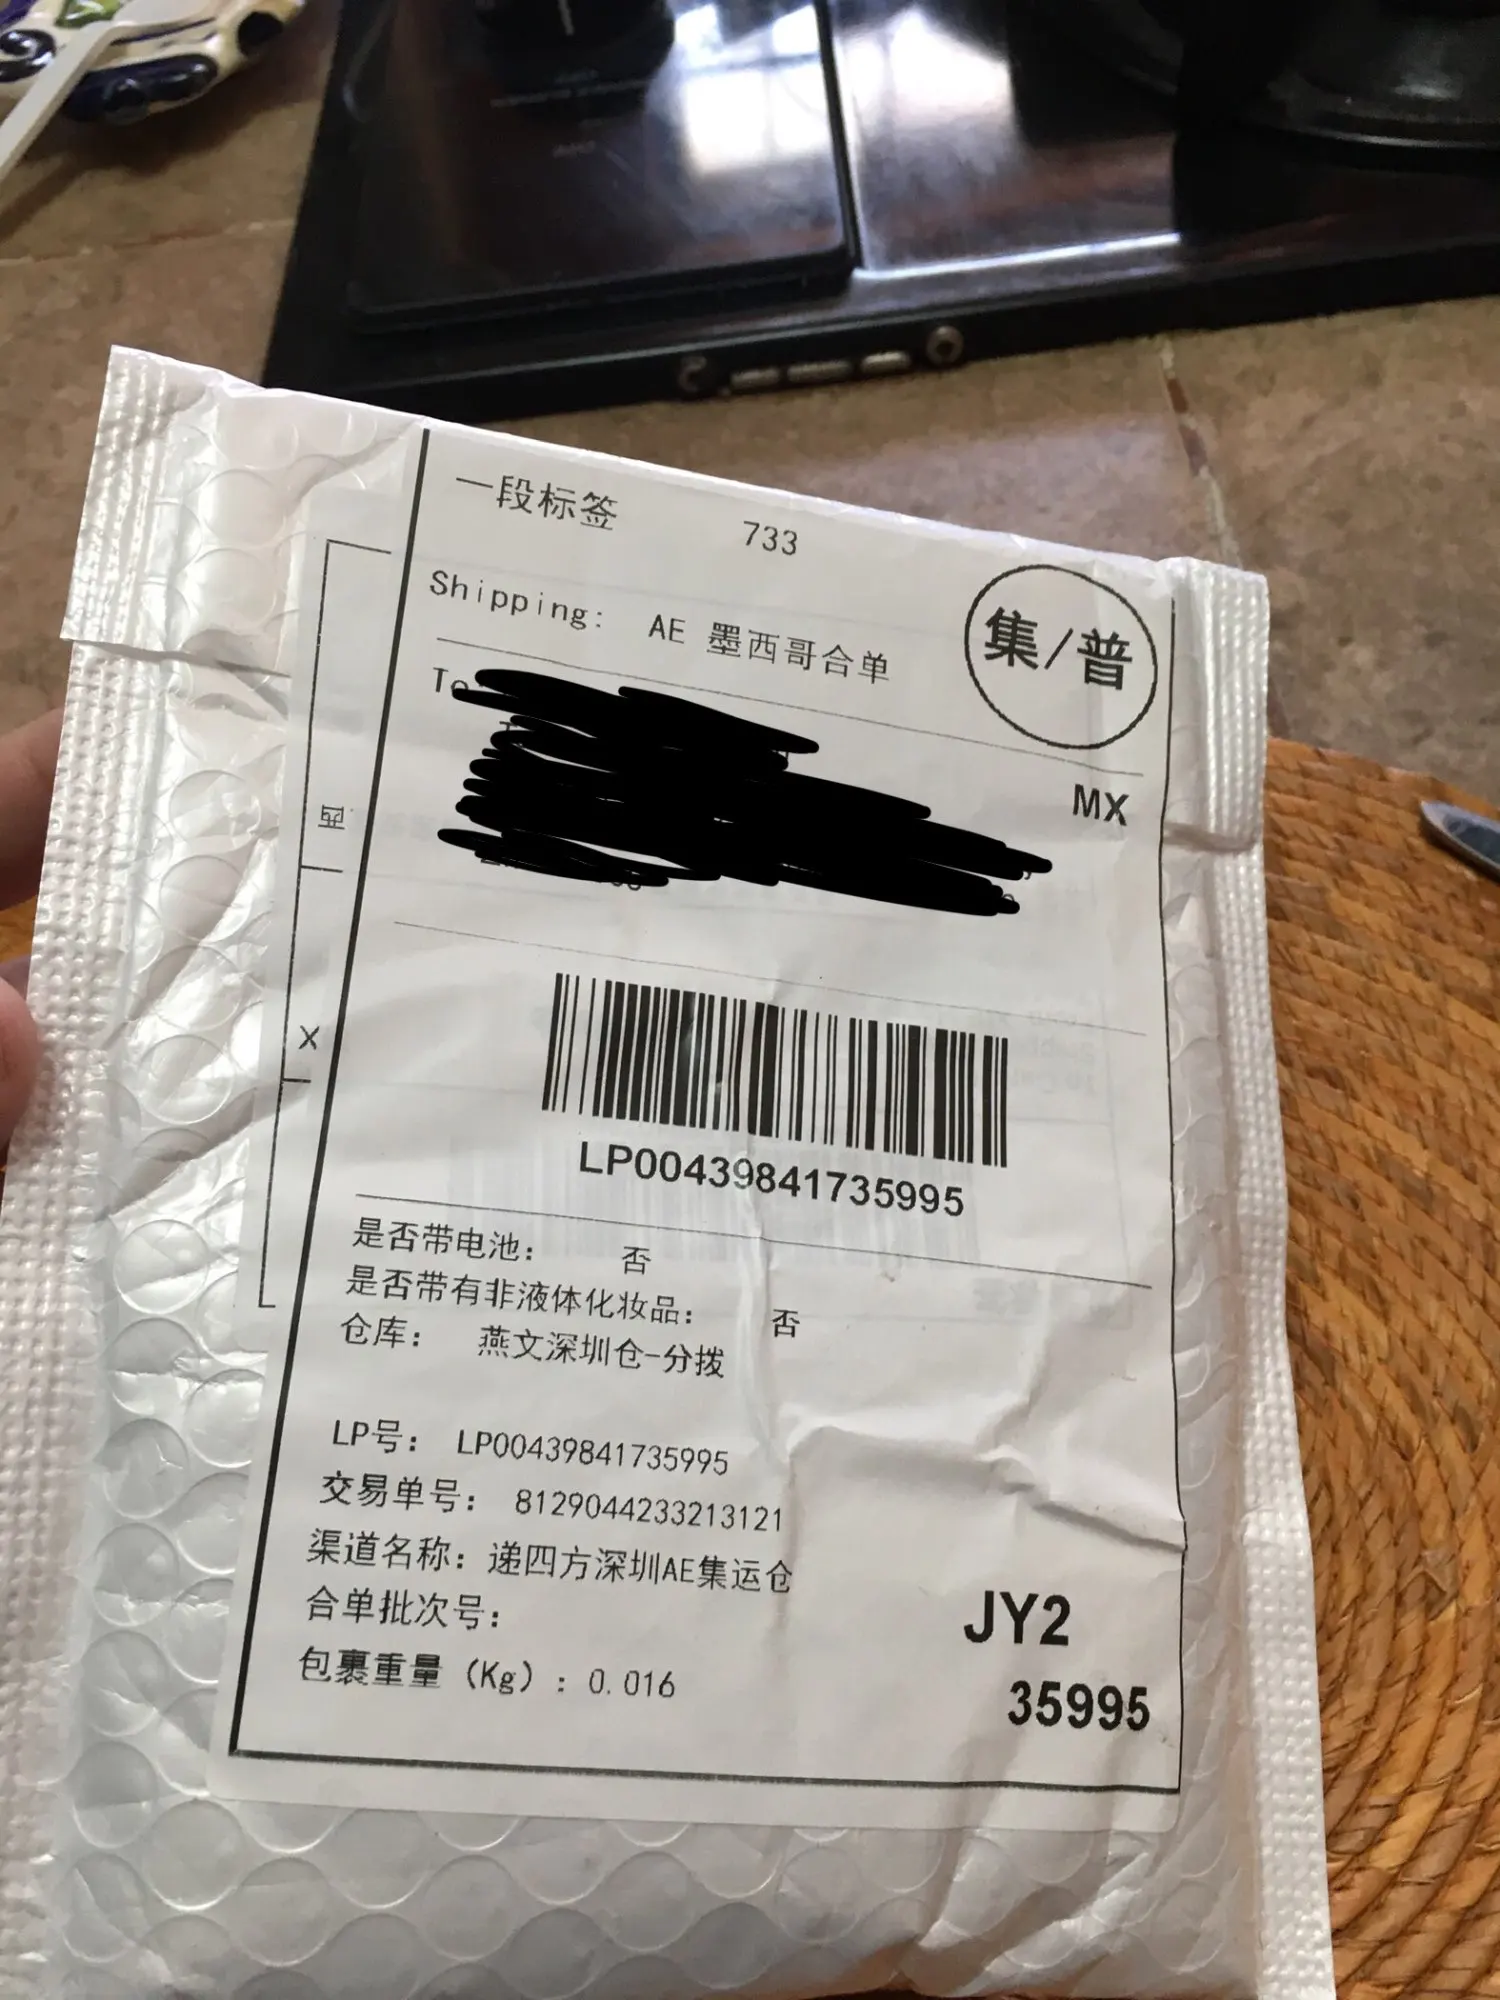 一段标签 733
Shipping: AE 墨西哥合单
集/普
To
MX
西
X
LP00439841735995
是否带电池: 否
是否带有非液体化妆品: 否
仓库: 燕文深圳仓-分拨
LP号: LP00439841735995
交易单号: 8129044233213121
渠道名称: 递四方深圳AE集运仓
合单批次号:
包裹重量 (Kg) : 0.016
JY2
35995